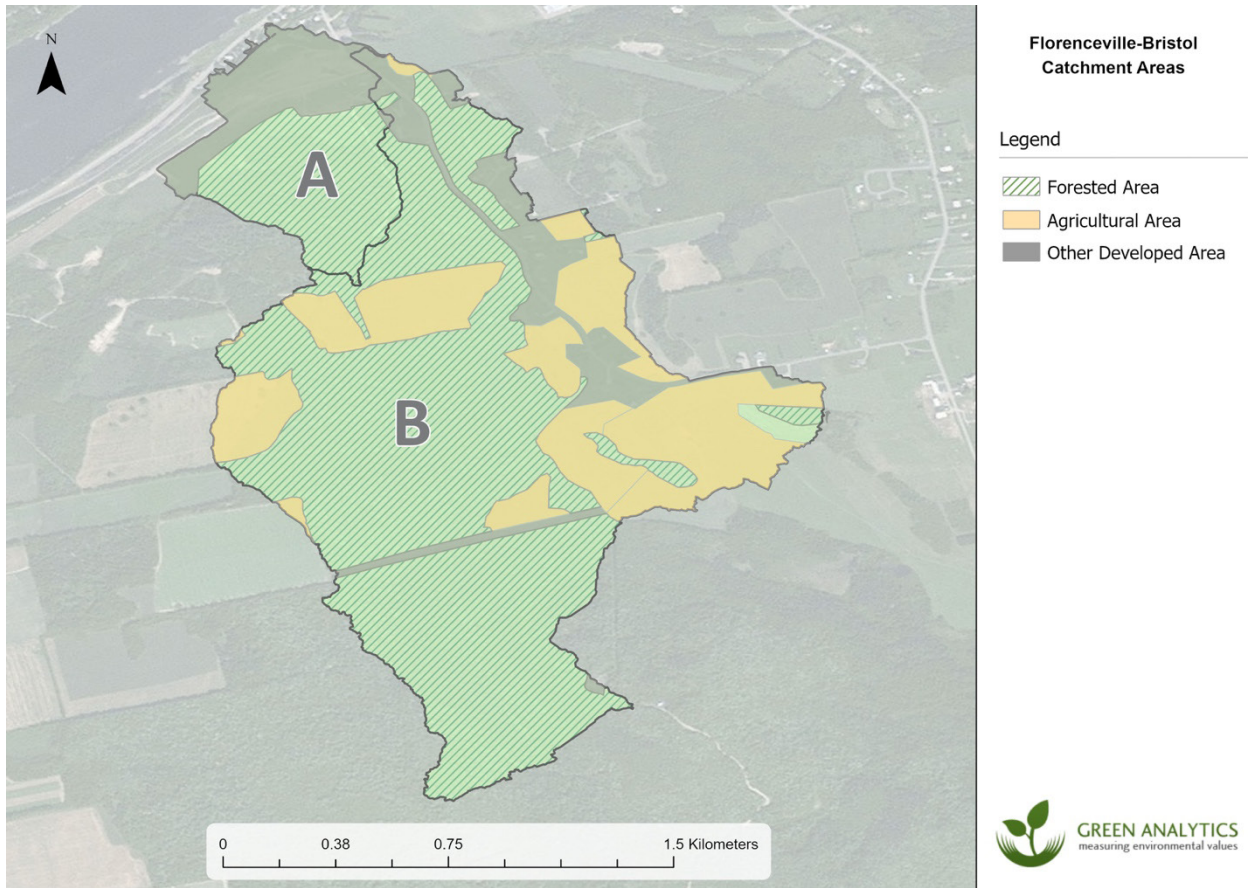 N
A
B
0 0.38 0.75 1.5 Kilometers
Florenceville-Bristol
Catchment Areas
Legend
Forested Area
Agricultural Area
Other Developed Area
GREEN ANALYTICS
measuring environmental values